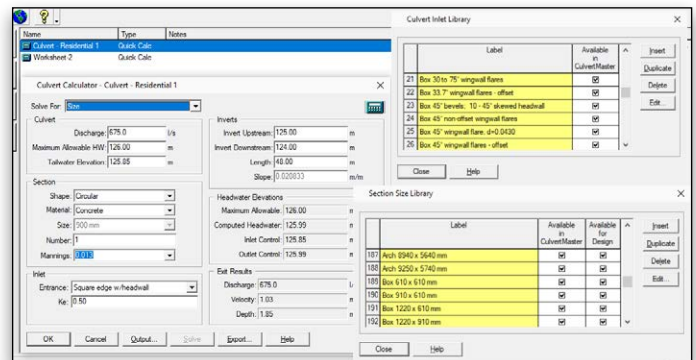 Name Type Notes
Culvert - Residential 1 Quick Calc
Worksheet-2 Quick Calc
Culvert Calculator - Culvert - Residential 1
Solve For: Size
Culvert
Discharge: 675.0 l/s
Maximum Allowable HW: 126.00 m
Tailwater Elevation: 125.85 m
Section
Shape: Circular
Material: Concrete
Size: 900 mm
Number: 1
Mannings: 0.013
Inlet
Entrance: Square edge w/headwall
Ke: 0.50
Inverts
Invert Upstream: 125.00 m
Invert Downstream: 124.00 m
Length: 48.00 m
Slope: 0.020833 m/m
Headwater Elevations
Maximum Allowable: 126.00
Computed Headwater: 125.99
Inlet Control: 125.85
Outlet Control: 125.99
Exit Results
Discharge: 675.0
Velocity: 1.03
Depth: 1.85
OK Cancel Output... Solve Export... Help
Culvert Inlet Library
Label Available in CulvertMaster
21 Box 30 to 75° wingwall flares
22 Box 33.7° wingwall flares - offset
23 Box 45° bevels; 10 - 45° skewed headwall
24 Box 45° non-offset wingwall flares
25 Box 45° wingwall flare, d=0.0430
26 Box 45° wingwall flares - offset
Insert
Duplicate
Delete
Edit...
Close Help
Section Size Library
Label Available in CulvertMaster Available for Design
187 Arch 8940 x 5640 mm
188 Arch 9250 x 5740 mm
189 Box 610 x 610 mm
190 Box 910 x 610 mm
191 Box 1220 x 610 mm
192 Box 1220 x 910 mm
Insert
Duplicate
Delete
Edit...
Close Help